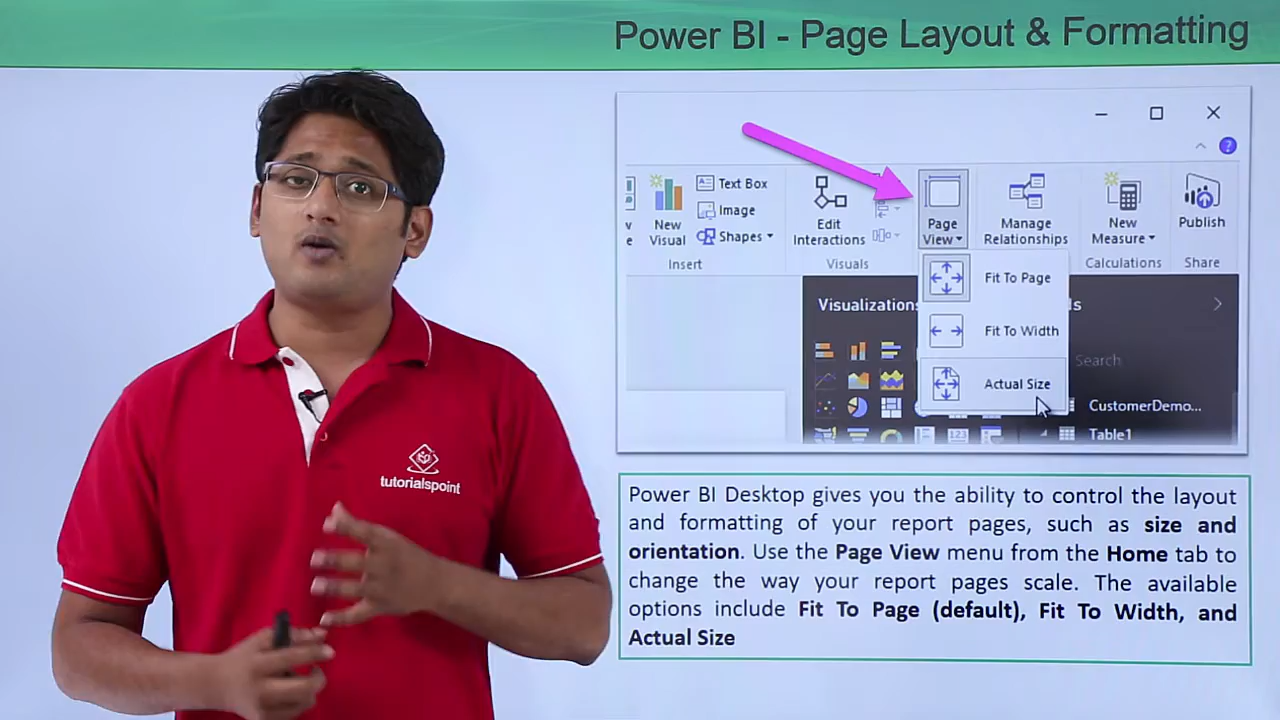 Power BI - Page Layout & Formatting
?
Text Box
Image
Shapes
New
Visual
Edit
Interactions
Page
View
Manage
Relationships
New
Measure
Publish
Insert
Visuals
Calculations
Share
Fit To Page
Fit To Width
Actual Size
Visualizations
ls
Search
CustomerDemo...
Table1
123
tutorialspoint
Power BI Desktop gives you the ability to control the layout
and formatting of your report pages, such as size and
orientation. Use the Page View menu from the Home tab to
change the way your report pages scale. The available
options include Fit To Page (default), Fit To Width, and
Actual Size